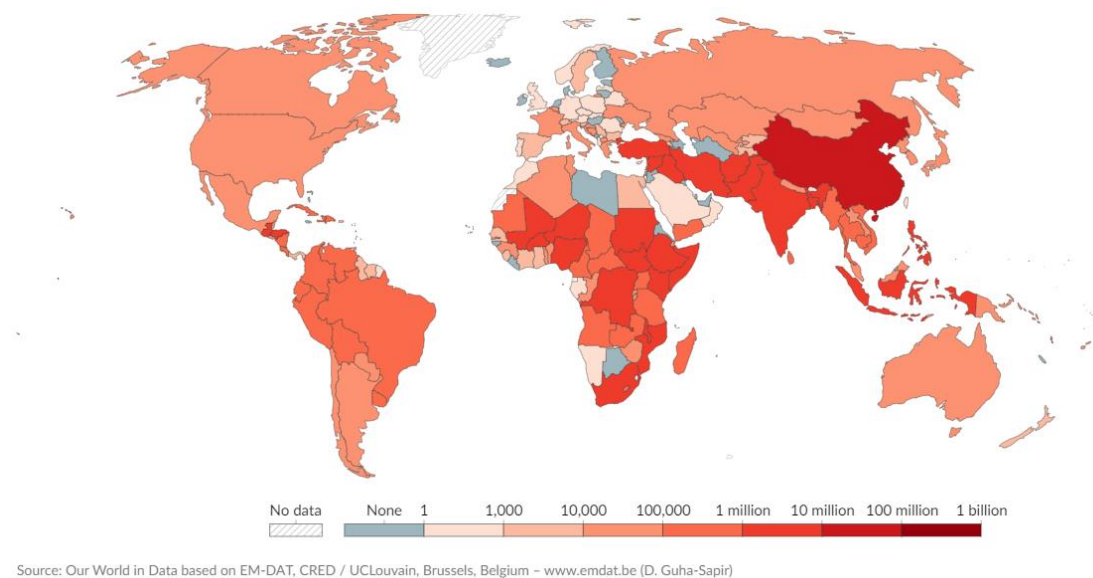 No data None 1 1,000 10,000 100,000 1 million 10 million 100 million 1 billion
Source: Our World in Data based on EM-DAT, CRED / UCLouvain, Brussels, Belgium – www.emdat.be (D. Guha-Sapir)